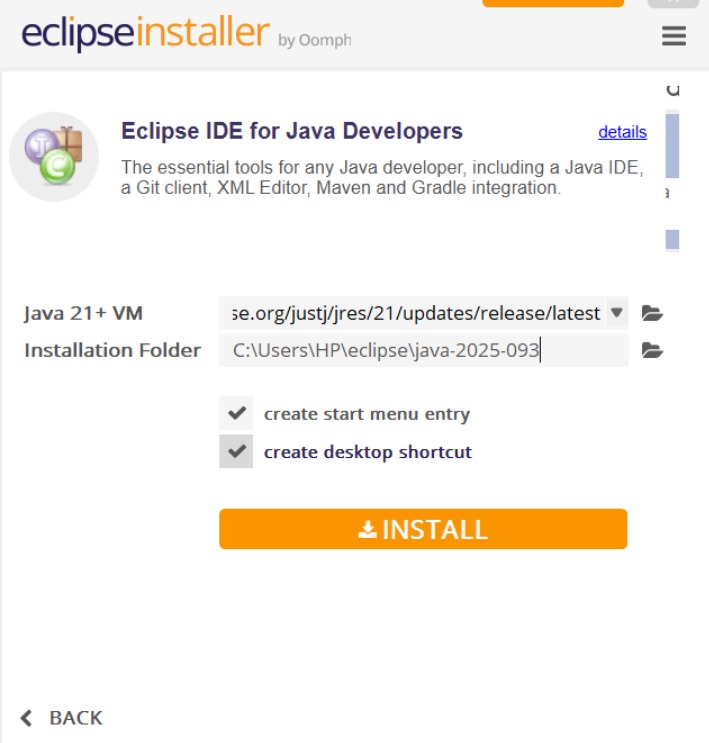 eclipseinstaller by Oomph
Eclipse IDE for Java Developers
details
The essential tools for any Java developer, including a Java IDE,
a Git client, XML Editor, Maven and Gradle integration.
Java 21+ VM
se.org/justj/jres/21/updates/release/latest
Installation Folder
C:\Users\HP\eclipse\java-2025-093
create start menu entry
create desktop shortcut
INSTALL
BACK